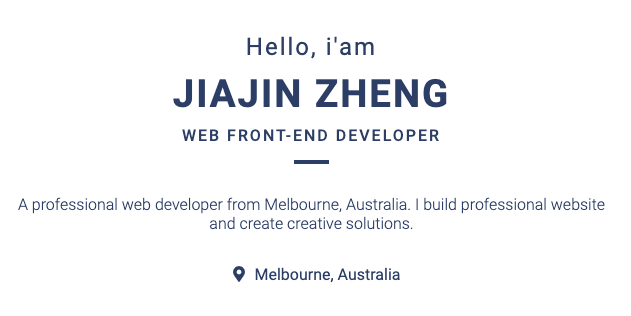 Hello, i'am
JIAJIN ZHENG
WEB FRONT-END DEVELOPER
A professional web developer from Melbourne, Australia. I build professional website
and create creative solutions.
Melbourne, Australia